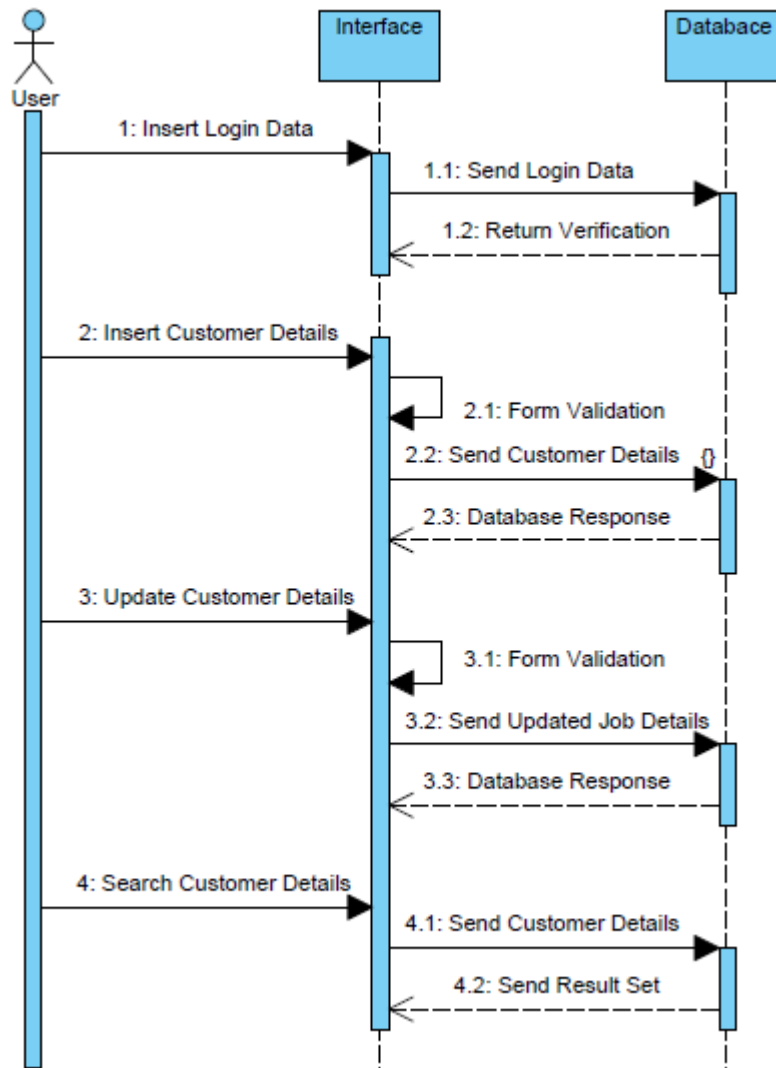 Interface
Databace
User
1: Insert Login Data
1.1: Send Login Data
1.2: Return Verification
2: Insert Customer Details
2.1: Form Validation
2.2: Send Customer Details {}
2.3: Database Response
3: Update Customer Details
3.1: Form Validation
3.2: Send Updated Job Details
3.3: Database Response
4: Search Customer Details
4.1: Send Customer Details
4.2: Send Result Set